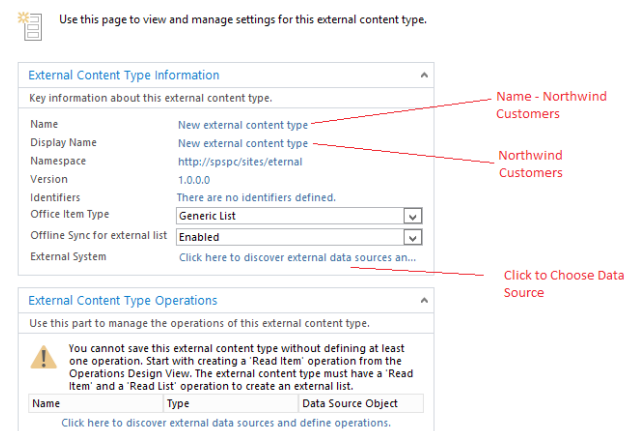 Use this page to view and manage settings for this external content type.
External Content Type Information
Key information about this external content type.
Name New external content type
Name - Northwind
Customers
Display Name New external content type
Northwind
Customers
Namespace http://spspc/sites/eternal
Version 1.0.0.0
Identifiers There are no identifiers defined.
Office Item Type Generic List
Offline Sync for external list Enabled
External System Click here to discover external data sources an...
Click to Choose Data
Source
External Content Type Operations
Use this part to manage the operations of this external content type.
You cannot save this external content type without defining at least
one operation. Start with creating a 'Read Item' operation from the
Operations Design View. The external content type must have a 'Read
Item' and a 'Read List' operation to create an external list.
Name Type Data Source Object
Click here to discover external data sources and define operations.